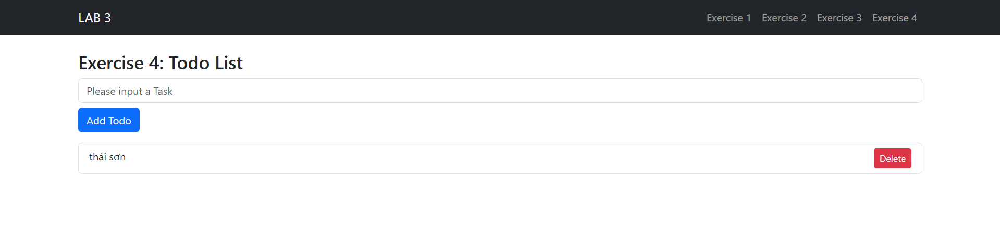 LAB 3 Exercise 1 Exercise 2 Exercise 3 Exercise 4
Exercise 4: Todo List
Please input a Task
Add Todo
thái sơn Delete